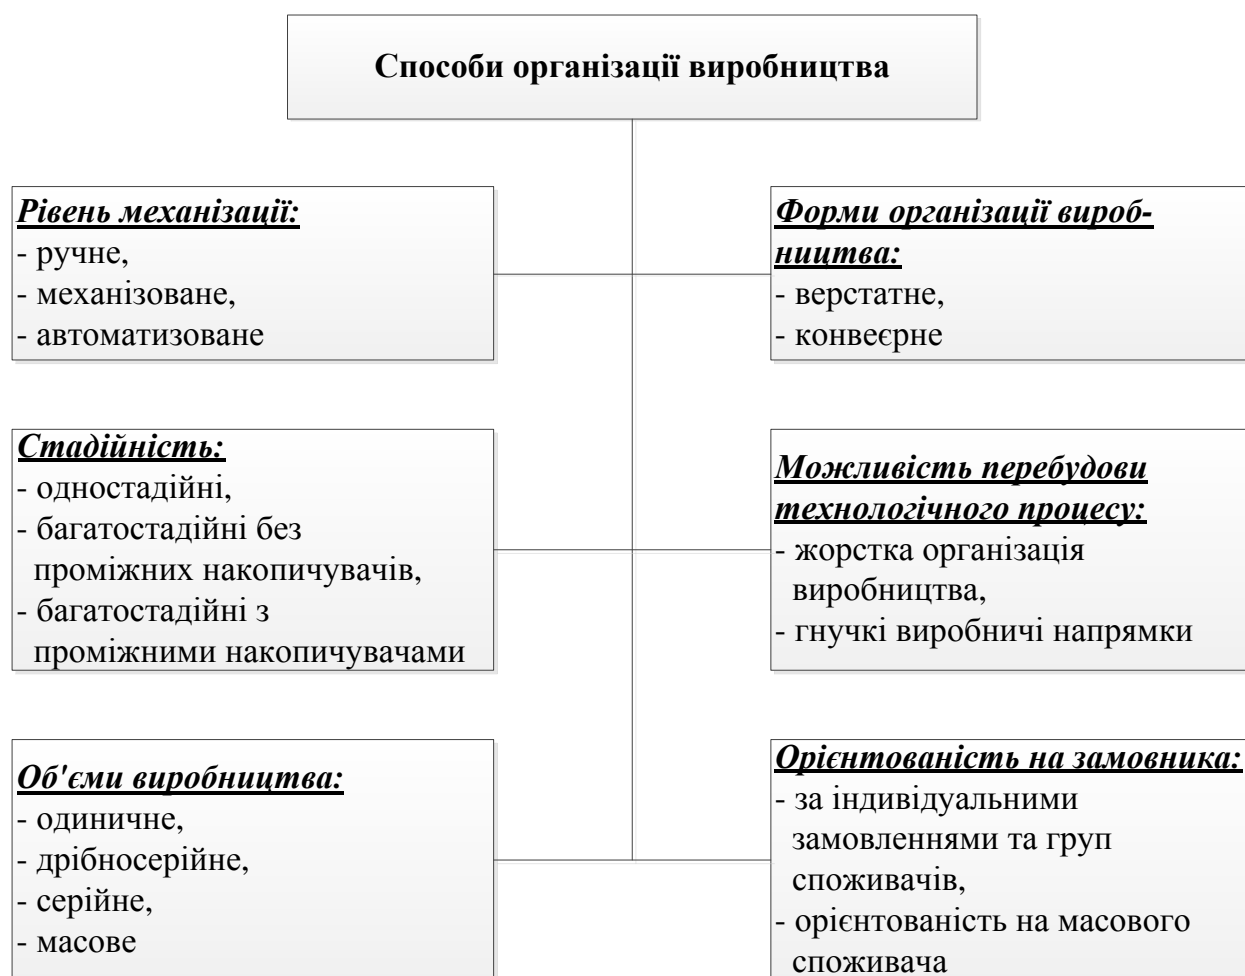 Способи організації виробництва
Рівень механізації:
- ручне,
- механізоване,
- автоматизоване
Форми організації вироб-
ництва:
- верстатне,
- конвеєрне
Стадійність:
- одностадійні,
- багатостадійні без
проміжних накопичувачів,
- багатостадійні з
проміжними накопичувачами
Можливість перебудови
технологічного процесу:
- жорстка організація
виробництва,
- гнучкі виробничі напрямки
Об'єми виробництва:
- одиничне,
- дрібносерійне,
- серійне,
- масове
Орієнтованість на замовника:
- за індивідуальними
замовленнями та груп
споживачів,
- орієнтованість на масового
споживача